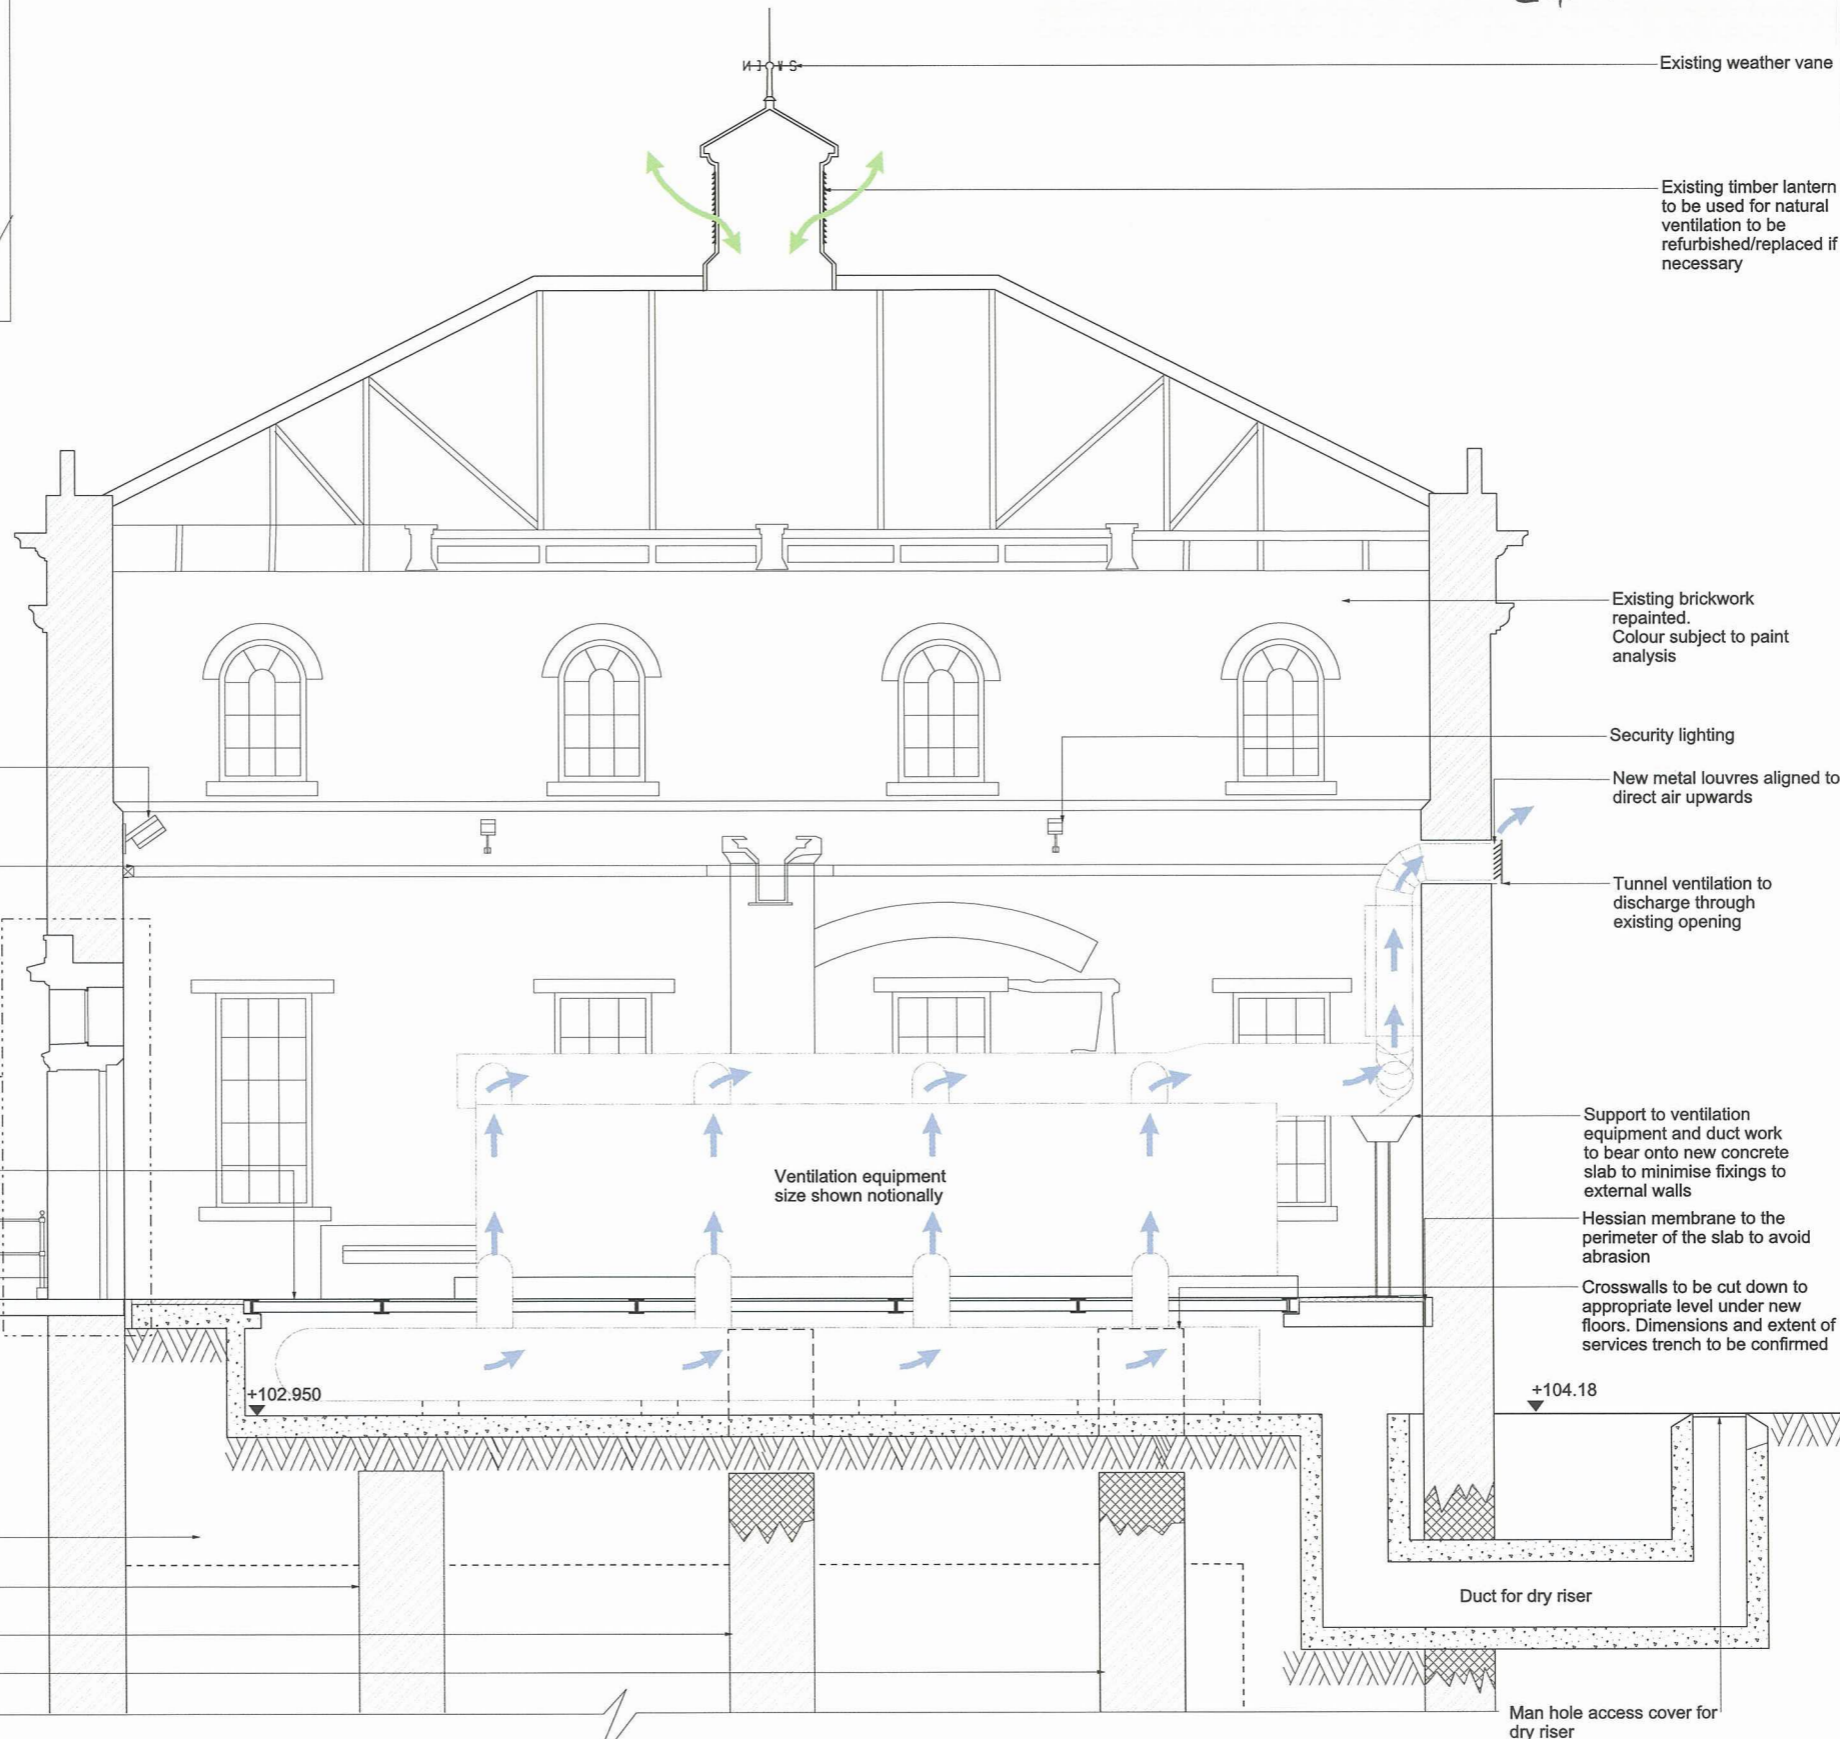 Existing weather vane
Existing timber lantern
to be used for natural
ventilation to be
refurbished/replaced if
necessary
Existing brickwork
repainted.
Colour subject to paint
analysis
Security lighting
New metal louvres aligned to
direct air upwards
Tunnel ventilation to
discharge through
existing opening
Support to ventilation
equipment and duct work
to bear onto new concrete
slab to minimise fixings to
external walls
Ventilation equipment
size shown notionally
Hessian membrane to the
perimeter of the slab to avoid
abrasion
Crosswalls to be cut down to
appropriate level under new
floors. Dimensions and extent of
services trench to be confirmed
+102.950
+104.18
Duct for dry riser
Man hole access cover for
dry riser